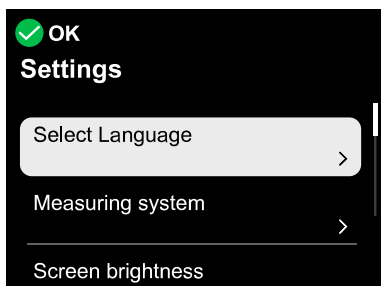 OK
Settings
Select Language
Measuring system
Screen brightness